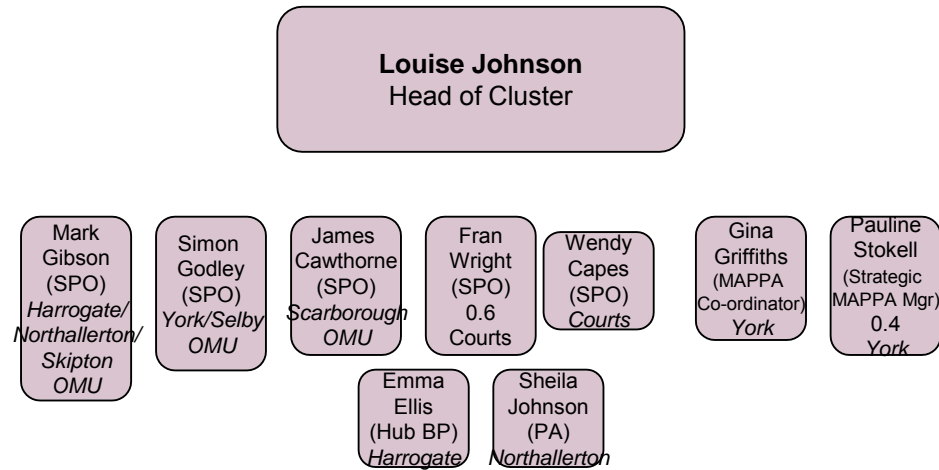 Louise Johnson
Head of Cluster
Mark
Gibson
(SPO)
Harrogate/
Northallerton/
Skipton
OMU
Simon
Godley
(SPO)
York/Selby
OMU
James
Cawthorne
(SPO)
Scarborough
OMU
Fran
Wright
(SPO)
0.6
Courts
Wendy
Capes
(SPO)
Courts
Gina
Griffiths
(MAPPA
Co-ordinator)
York
Pauline
Stokell
(Strategic
MAPPA Mgr)
0.4
York
Emma
Ellis
(Hub BP)
Harrogate
Sheila
Johnson
(PA)
Northallerton